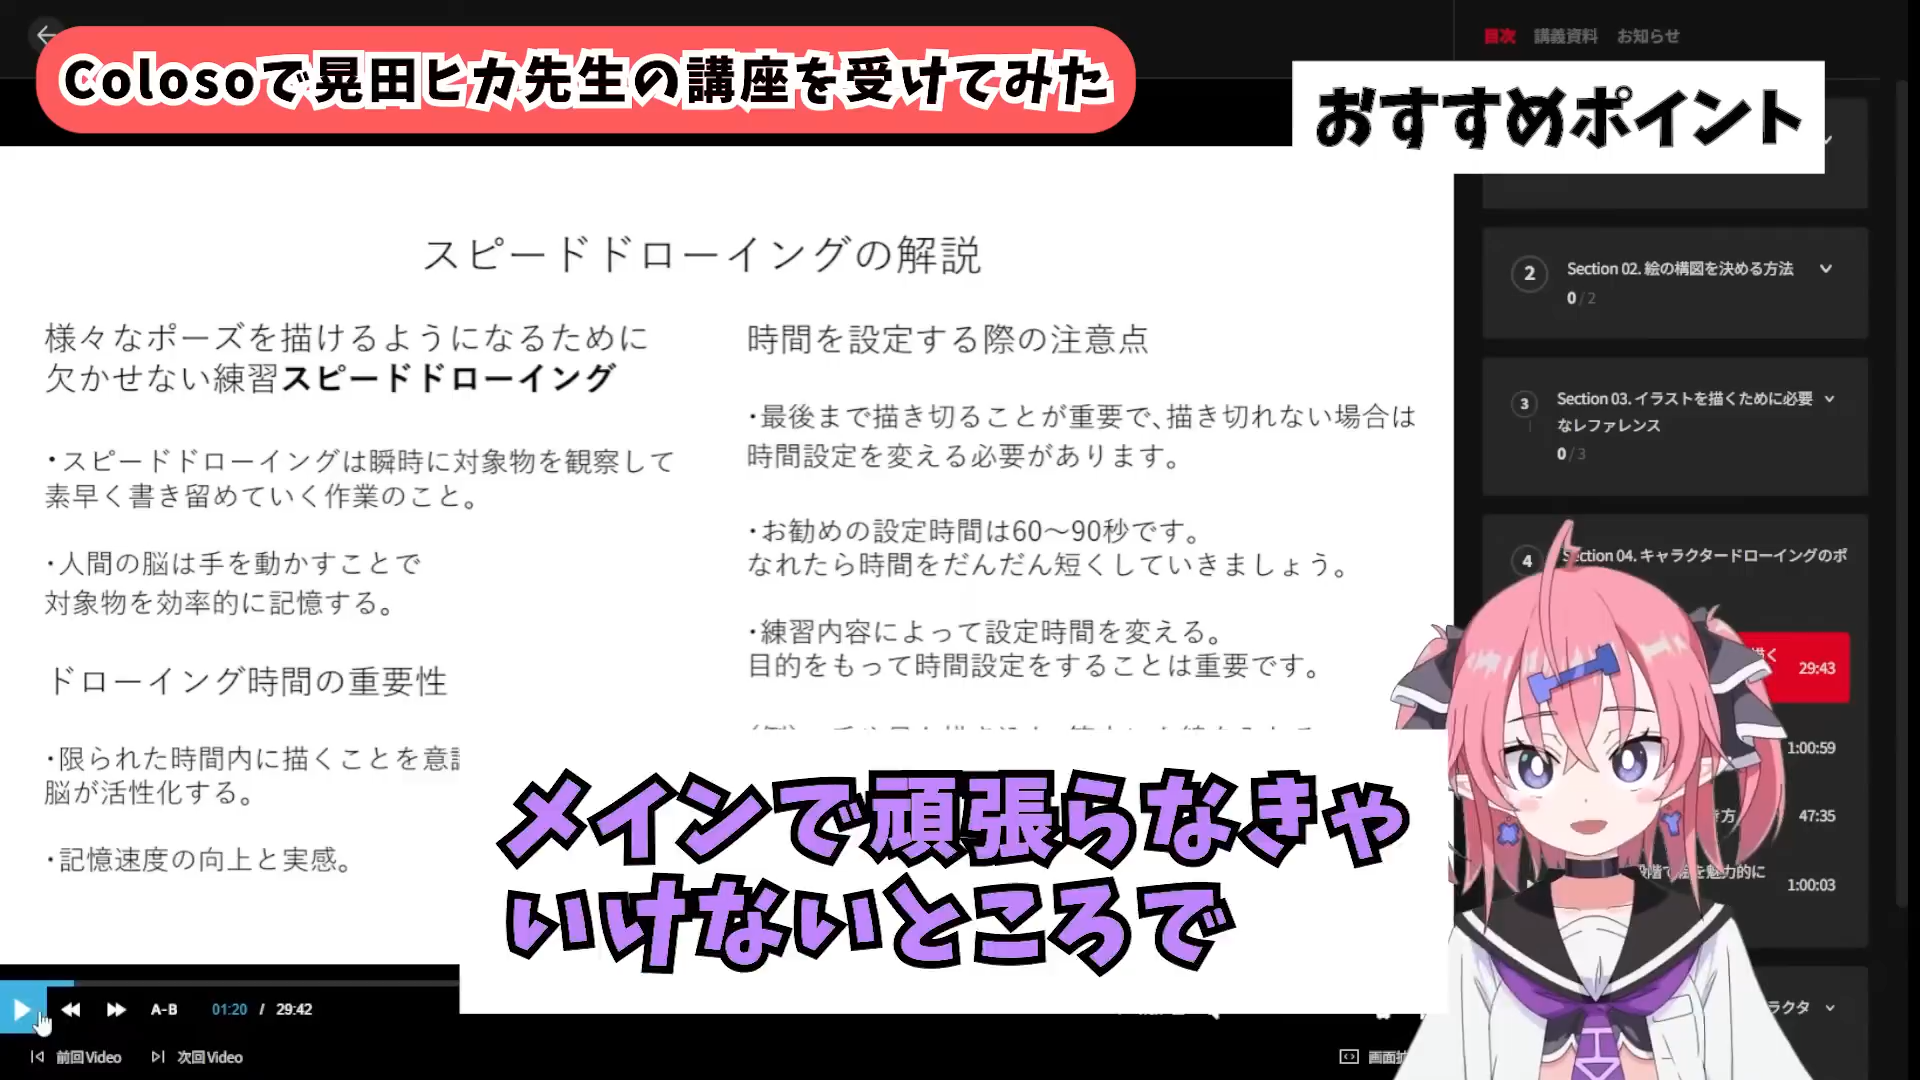 Colosoで晃田ヒカ先生の講座を受けてみた
目次 講義資料 お知らせ
おすすめポイント
スピードドローイングの解説
様々なポーズを描けるようになるために
欠かせない練習スピードドローイング
・スピードドローイングは瞬時に対象物を観察して
素早く書き留めていく作業のこと。
・人間の脳は手を動かすことで
対象物を効率的に記憶する。
ドローイング時間の重要性
・限られた時間内に描くことを意
脳が活性化する。
・記憶速度の向上と実感。
時間を設定する際の注意点
・最後まで描き切ることが重要で、描き切れない場合は
時間設定を変える必要があります。
・お勧めの設定時間は60～90秒です。
なれたら時間をだんだん短くしていきましょう。
・練習内容によって設定時間を変える。
目的をもって時間設定をすることは重要です。
2 Section 02. 絵の構図を決める方法
0 / 2
3 Section 03. イラストを描くために必要
なレファレンス
0 / 3
4 Section 04. キャラクタードローイングのポ
描く 29:43
1:00:59
き方 47:35
で絵を魅力的に
1:00:03
ラクタ
メインで頑張らなきゃ
いけないところで
A-B 01:20 / 29:42
前回Video 次回Video
画面拡